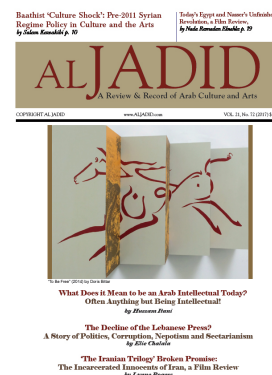 Baathist ‘Culture Shock’: Pre-2011 Syrian
Regime Policy in Culture and the Arts
by Salam Kawakibi p. 10
Today's Egypt and Nasser's Unfinished
Revolution, a Film Review,
by Nada Ramadan Elnahla p. 19
AL JADID
A Review & Record of Arab Culture and Arts
COPYRIGHT AL JADID
www.ALJADID.com
VOL. 21, No. 72 (2017)
"To Be Free" (2014) by Doris Bittar
What Does it Mean to be an Arab Intellectual Today?
Often Anything but Being Intellectual!
by Hussam Itani
The Decline of the Lebanese Press?
A Story of Politics, Corruption, Nepotism and Sectarianism
by Elie Chalala
‘The Iranian Trilogy’ Broken Promise:
The Incarcerated Innocents of Iran, a Film Review
by